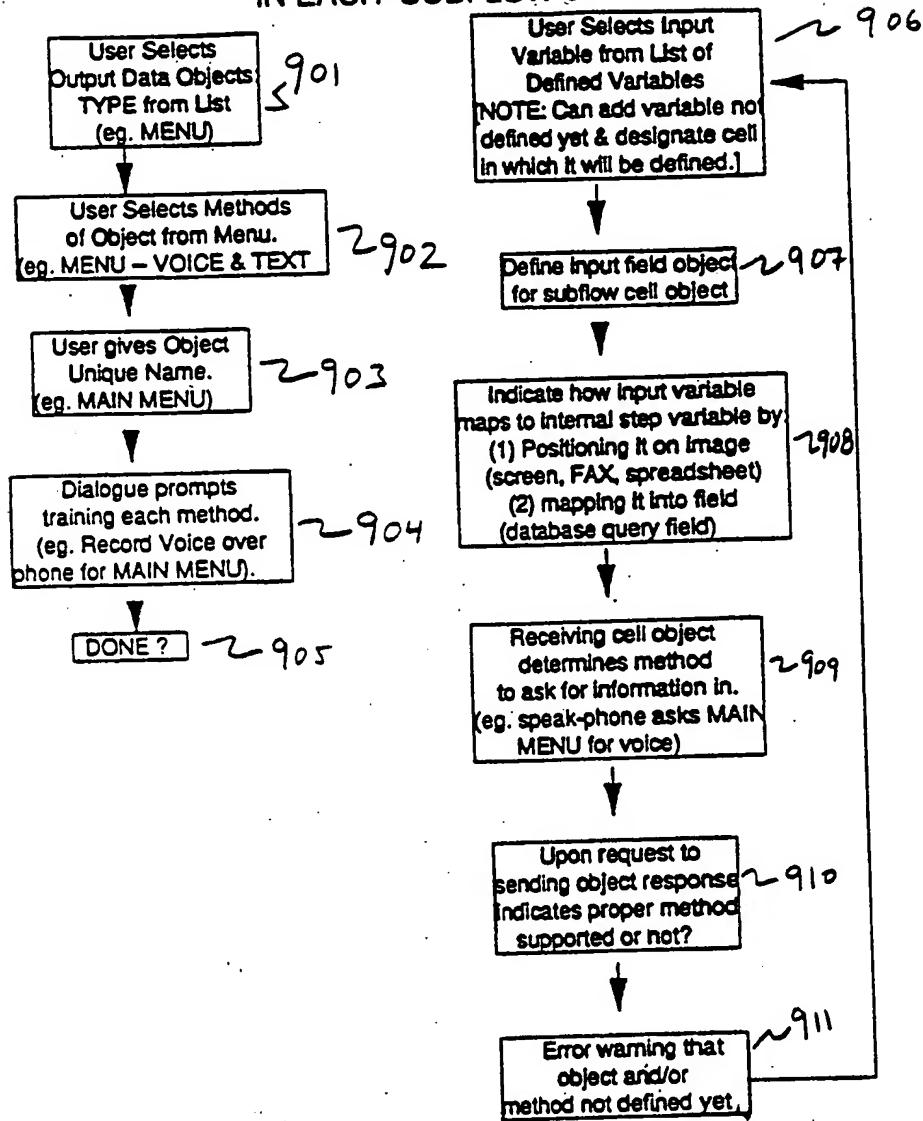 IN EACH
User Selects
Output Data Objects
TYPE from List
(eg. MENU)
901
User Selects Methods
of Object from Menu.
(eg. MENU – VOICE & TEXT
902
User gives Object
Unique Name.
(eg. MAIN MENU)
903
Dialogue prompts
training each method.
(eg. Record Voice over
phone for MAIN MENU).
904
DONE ?
905
User Selects Input
Variable from List of
Defined Variables
[NOTE: Can add variable not
defined yet & designate cell
in which it will be defined.]
906
Define input field object
for subflow cell object
907
Indicate how input variable
maps to internal step variable by:
(1) Positioning it on image
(screen, FAX, spreadsheet)
(2) mapping it into field
(database query field)
908
Receiving cell object
determines method
to ask for information in.
(eg. speak-phone asks MAIN
MENU for voice)
909
Upon request to
sending object response
indicates proper method
supported or not?
910
Error warning that
object and/or
method not defined yet.
911